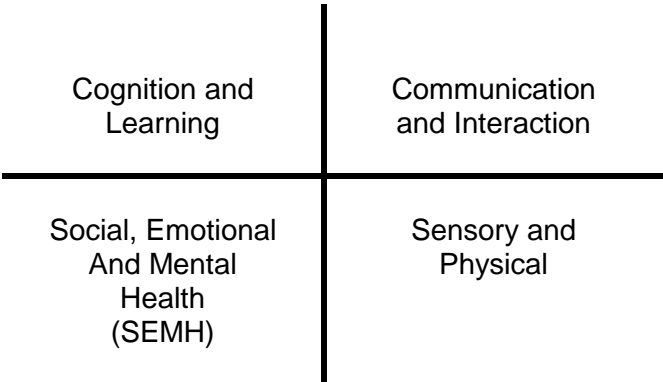 Cognition and
Learning
Communication
and Interaction
Social, Emotional
And Mental
Health
(SEMH)
Sensory and
Physical